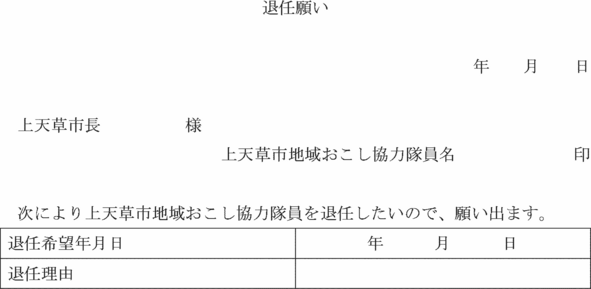 退任願い
年　　月　　日
上天草市長　　　　　様
上天草市地域おこし協力隊員名　　　　　　　印
次により上天草市地域おこし協力隊員を退任したいので、願い出ます。
退任希望年月日　　　　年　　　月　　　日
退任理由